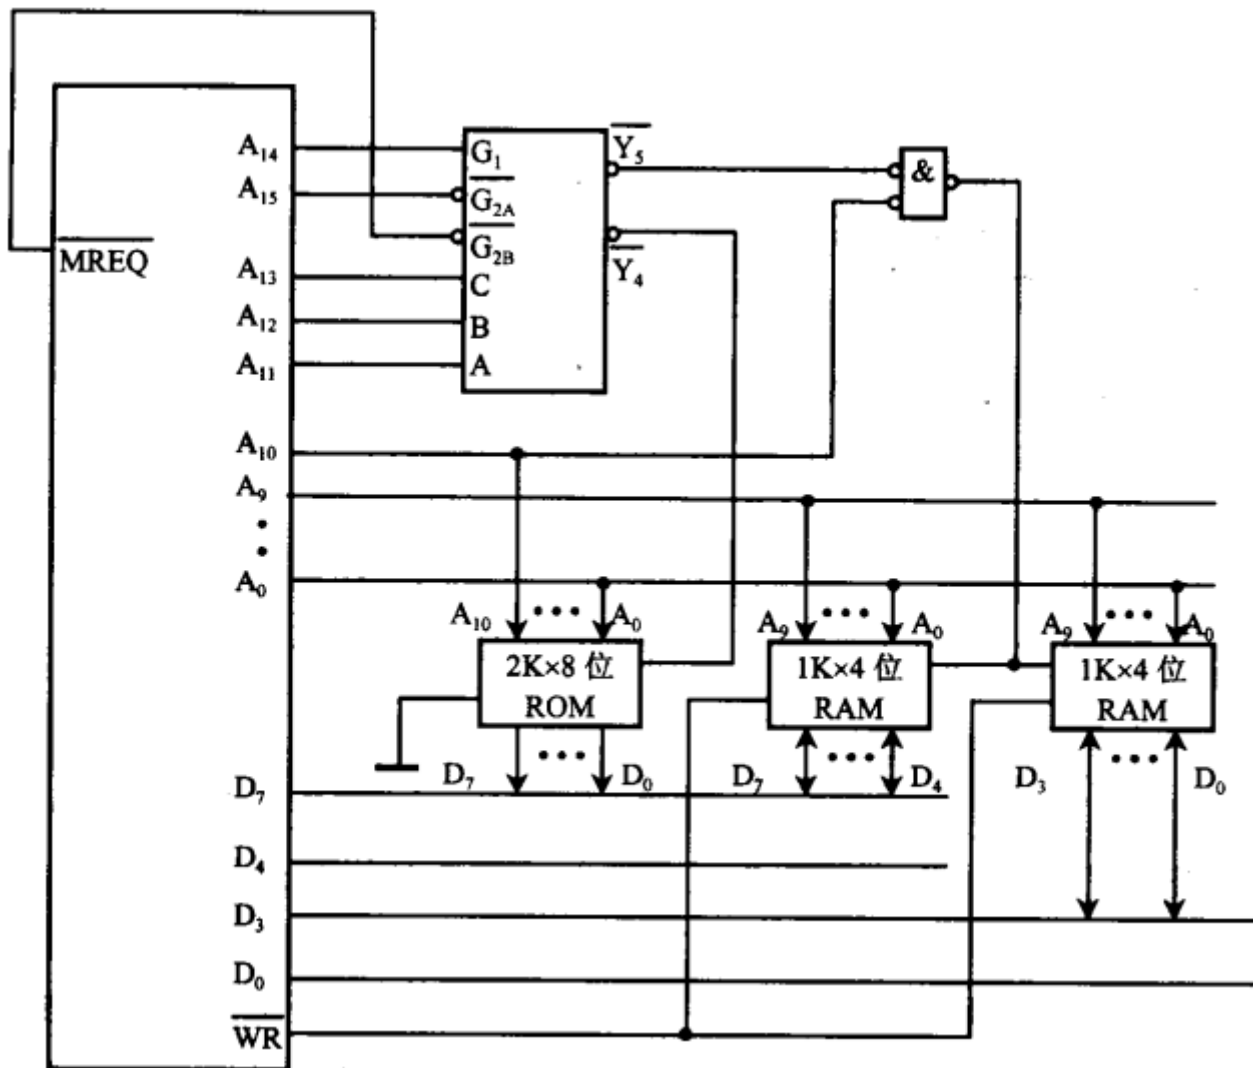 A₁₄ G₁ Y₅ &
A₁₅ G₂A
MREQ G₂B Y₄
A₁₃ C
A₁₂ B
A₁₁ A
A₁₀
A₉
A₀
A₁₀ A₀ A₉ A₀ A₉ A₀
2K×8 位 1K×4 位 1K×4 位
ROM RAM RAM
D₇ D₇ D₀ D₇ D₄ D₃ D₀
D₄
D₃
D₀
WR